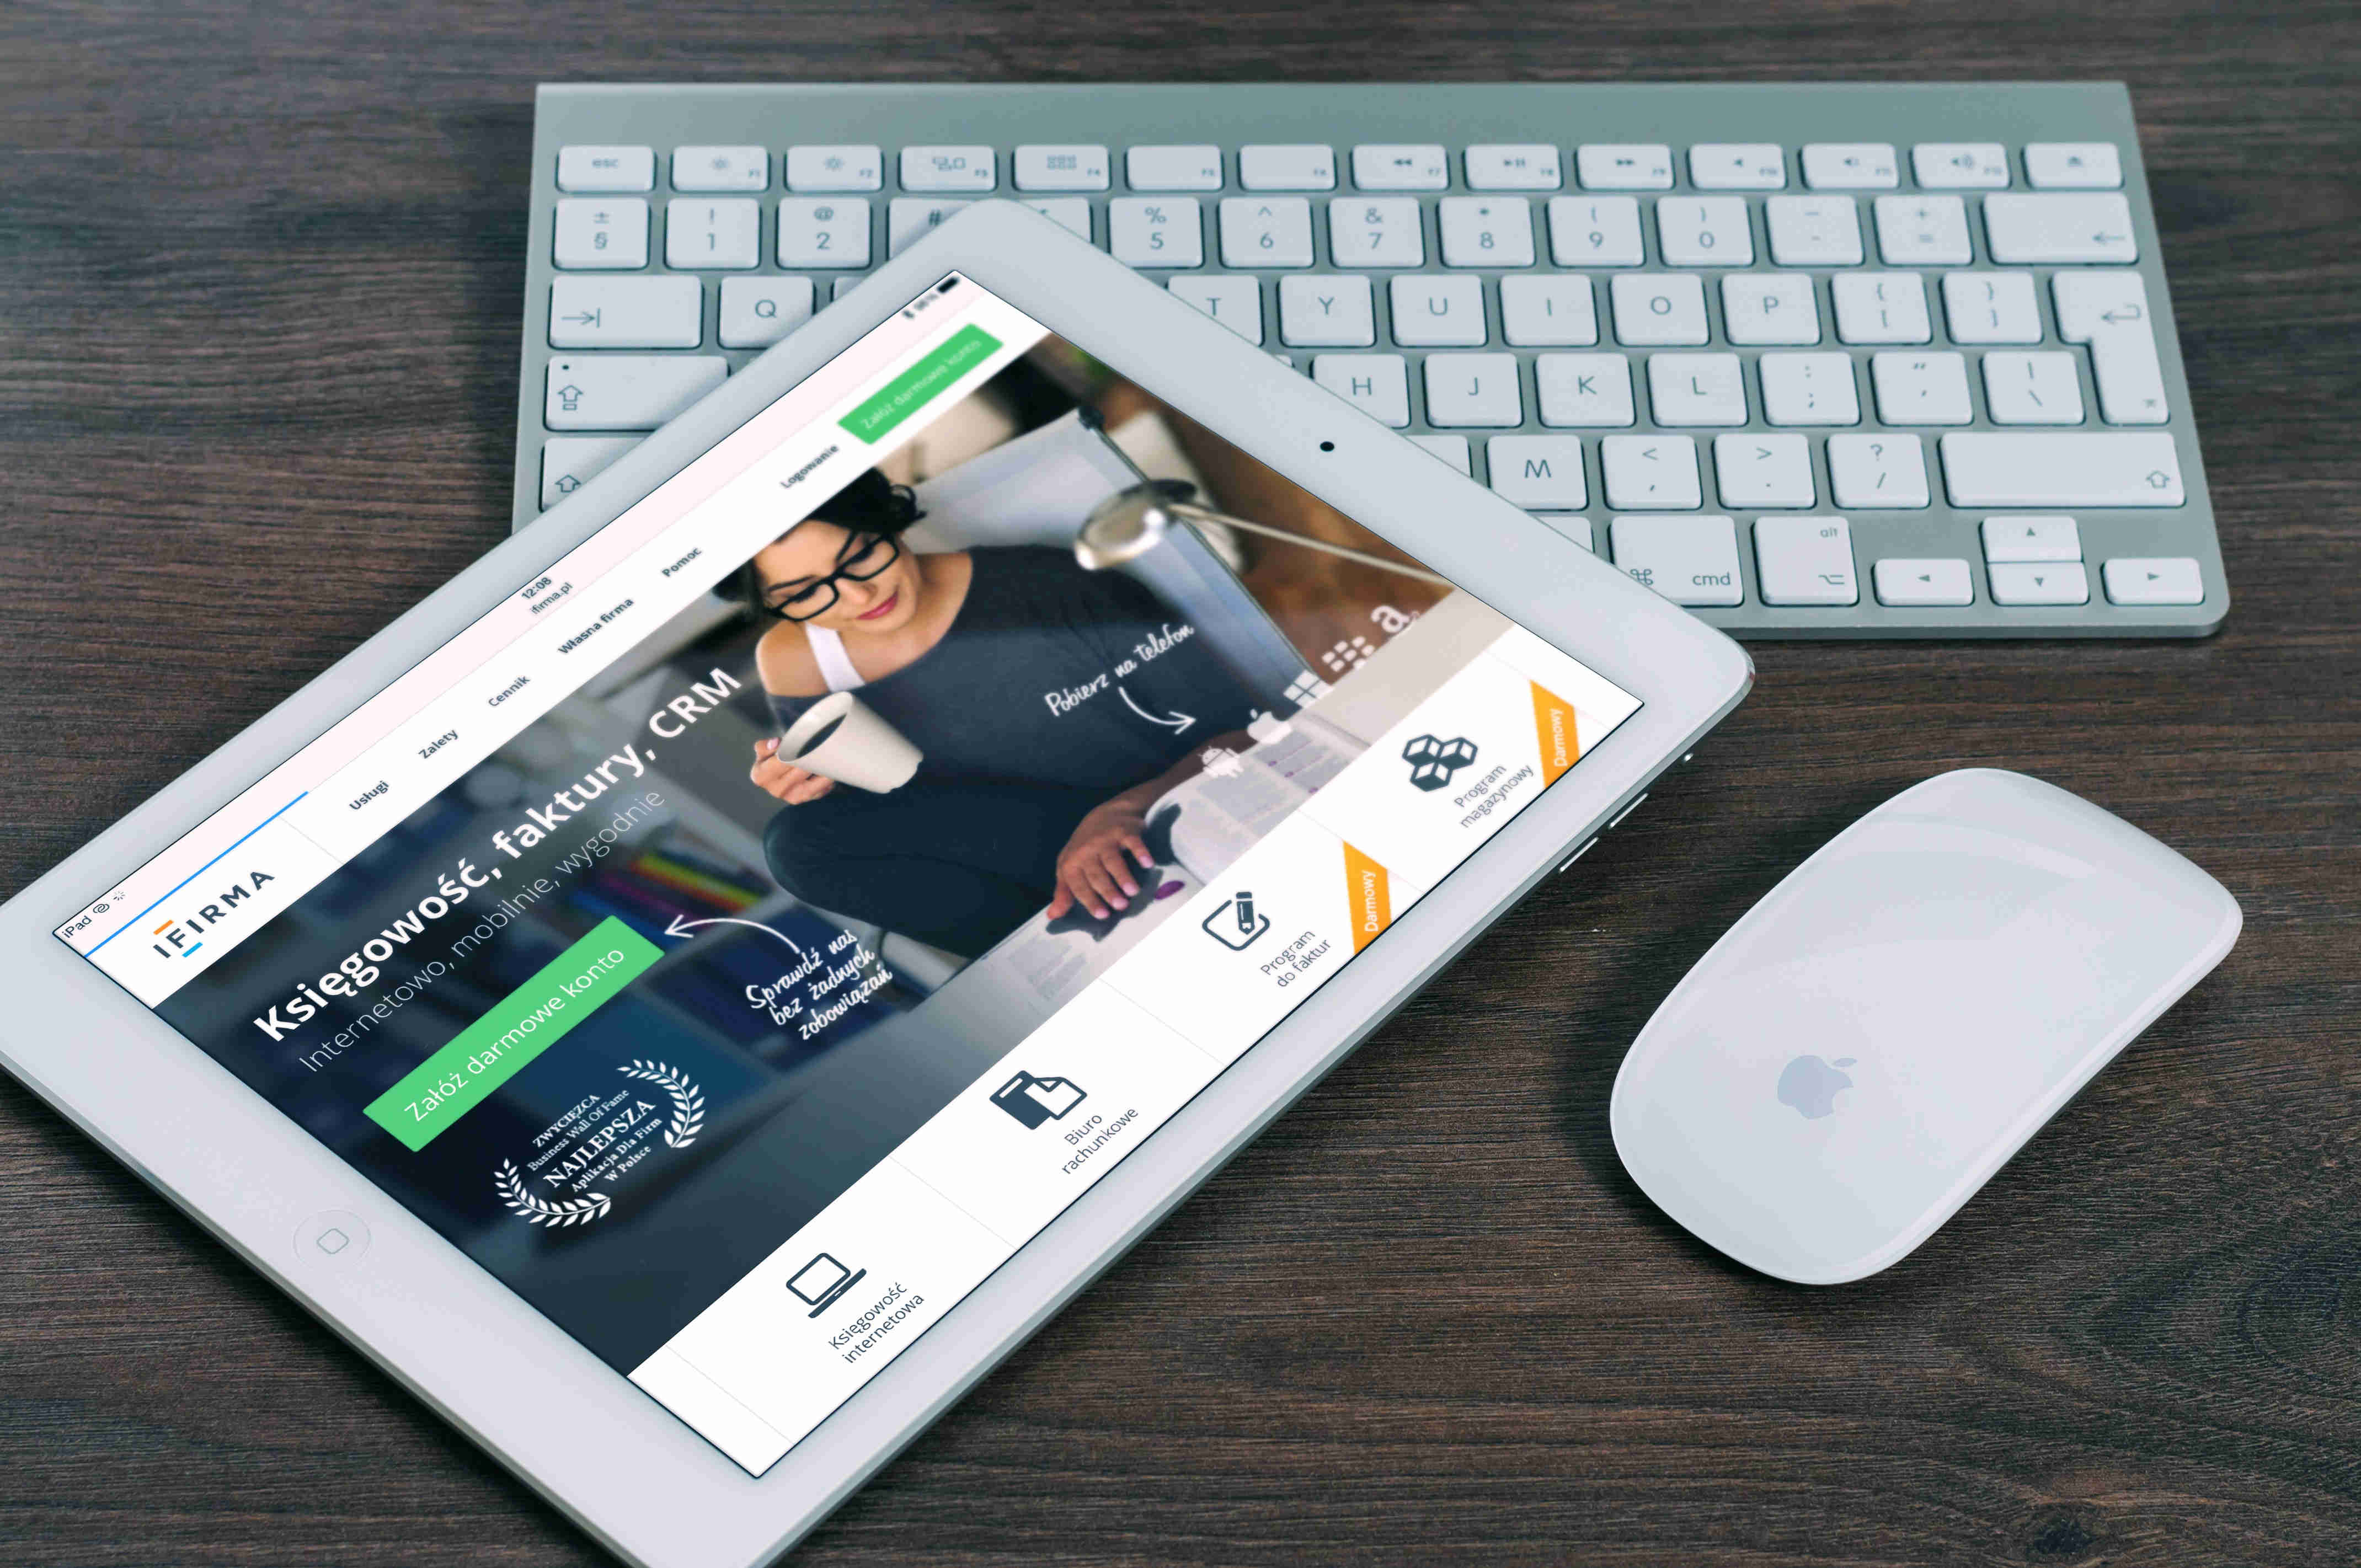 iPad
12:08
ifirma.pl
IFIRMA
Usługi
Zalety
Cennik
Własna firma
Pomoc
Logowanie
Załóż darmowe konto
Księgowość, faktury, CRM
Internetowo, mobilnie, wygodnie
Załóż darmowe konto
Sprawdź nas
bez żadnych
zobowiązań
Pobierz na telefon
ZWYCIĘZCA
Business Wall Of Fame
NAJLEPSZA
Aplikacja Dla Firm
W Polsce
Księgowość
internetowa
Biuro
rachunkowe
Program
do faktur
Darmowy
Program
magazynowy
Darmowy
esc F1 F2 F3 F4 F5 F6 F7 F8 F9 F10 F11 F12
± ! @ # % ^ & * ( ) _ +
§ 1 2 5 6 7 8 9 0 - =
Q T Y U I O P { [ } ]
H J K L : ; " ' | \
M < , > . ? /
cmd alt